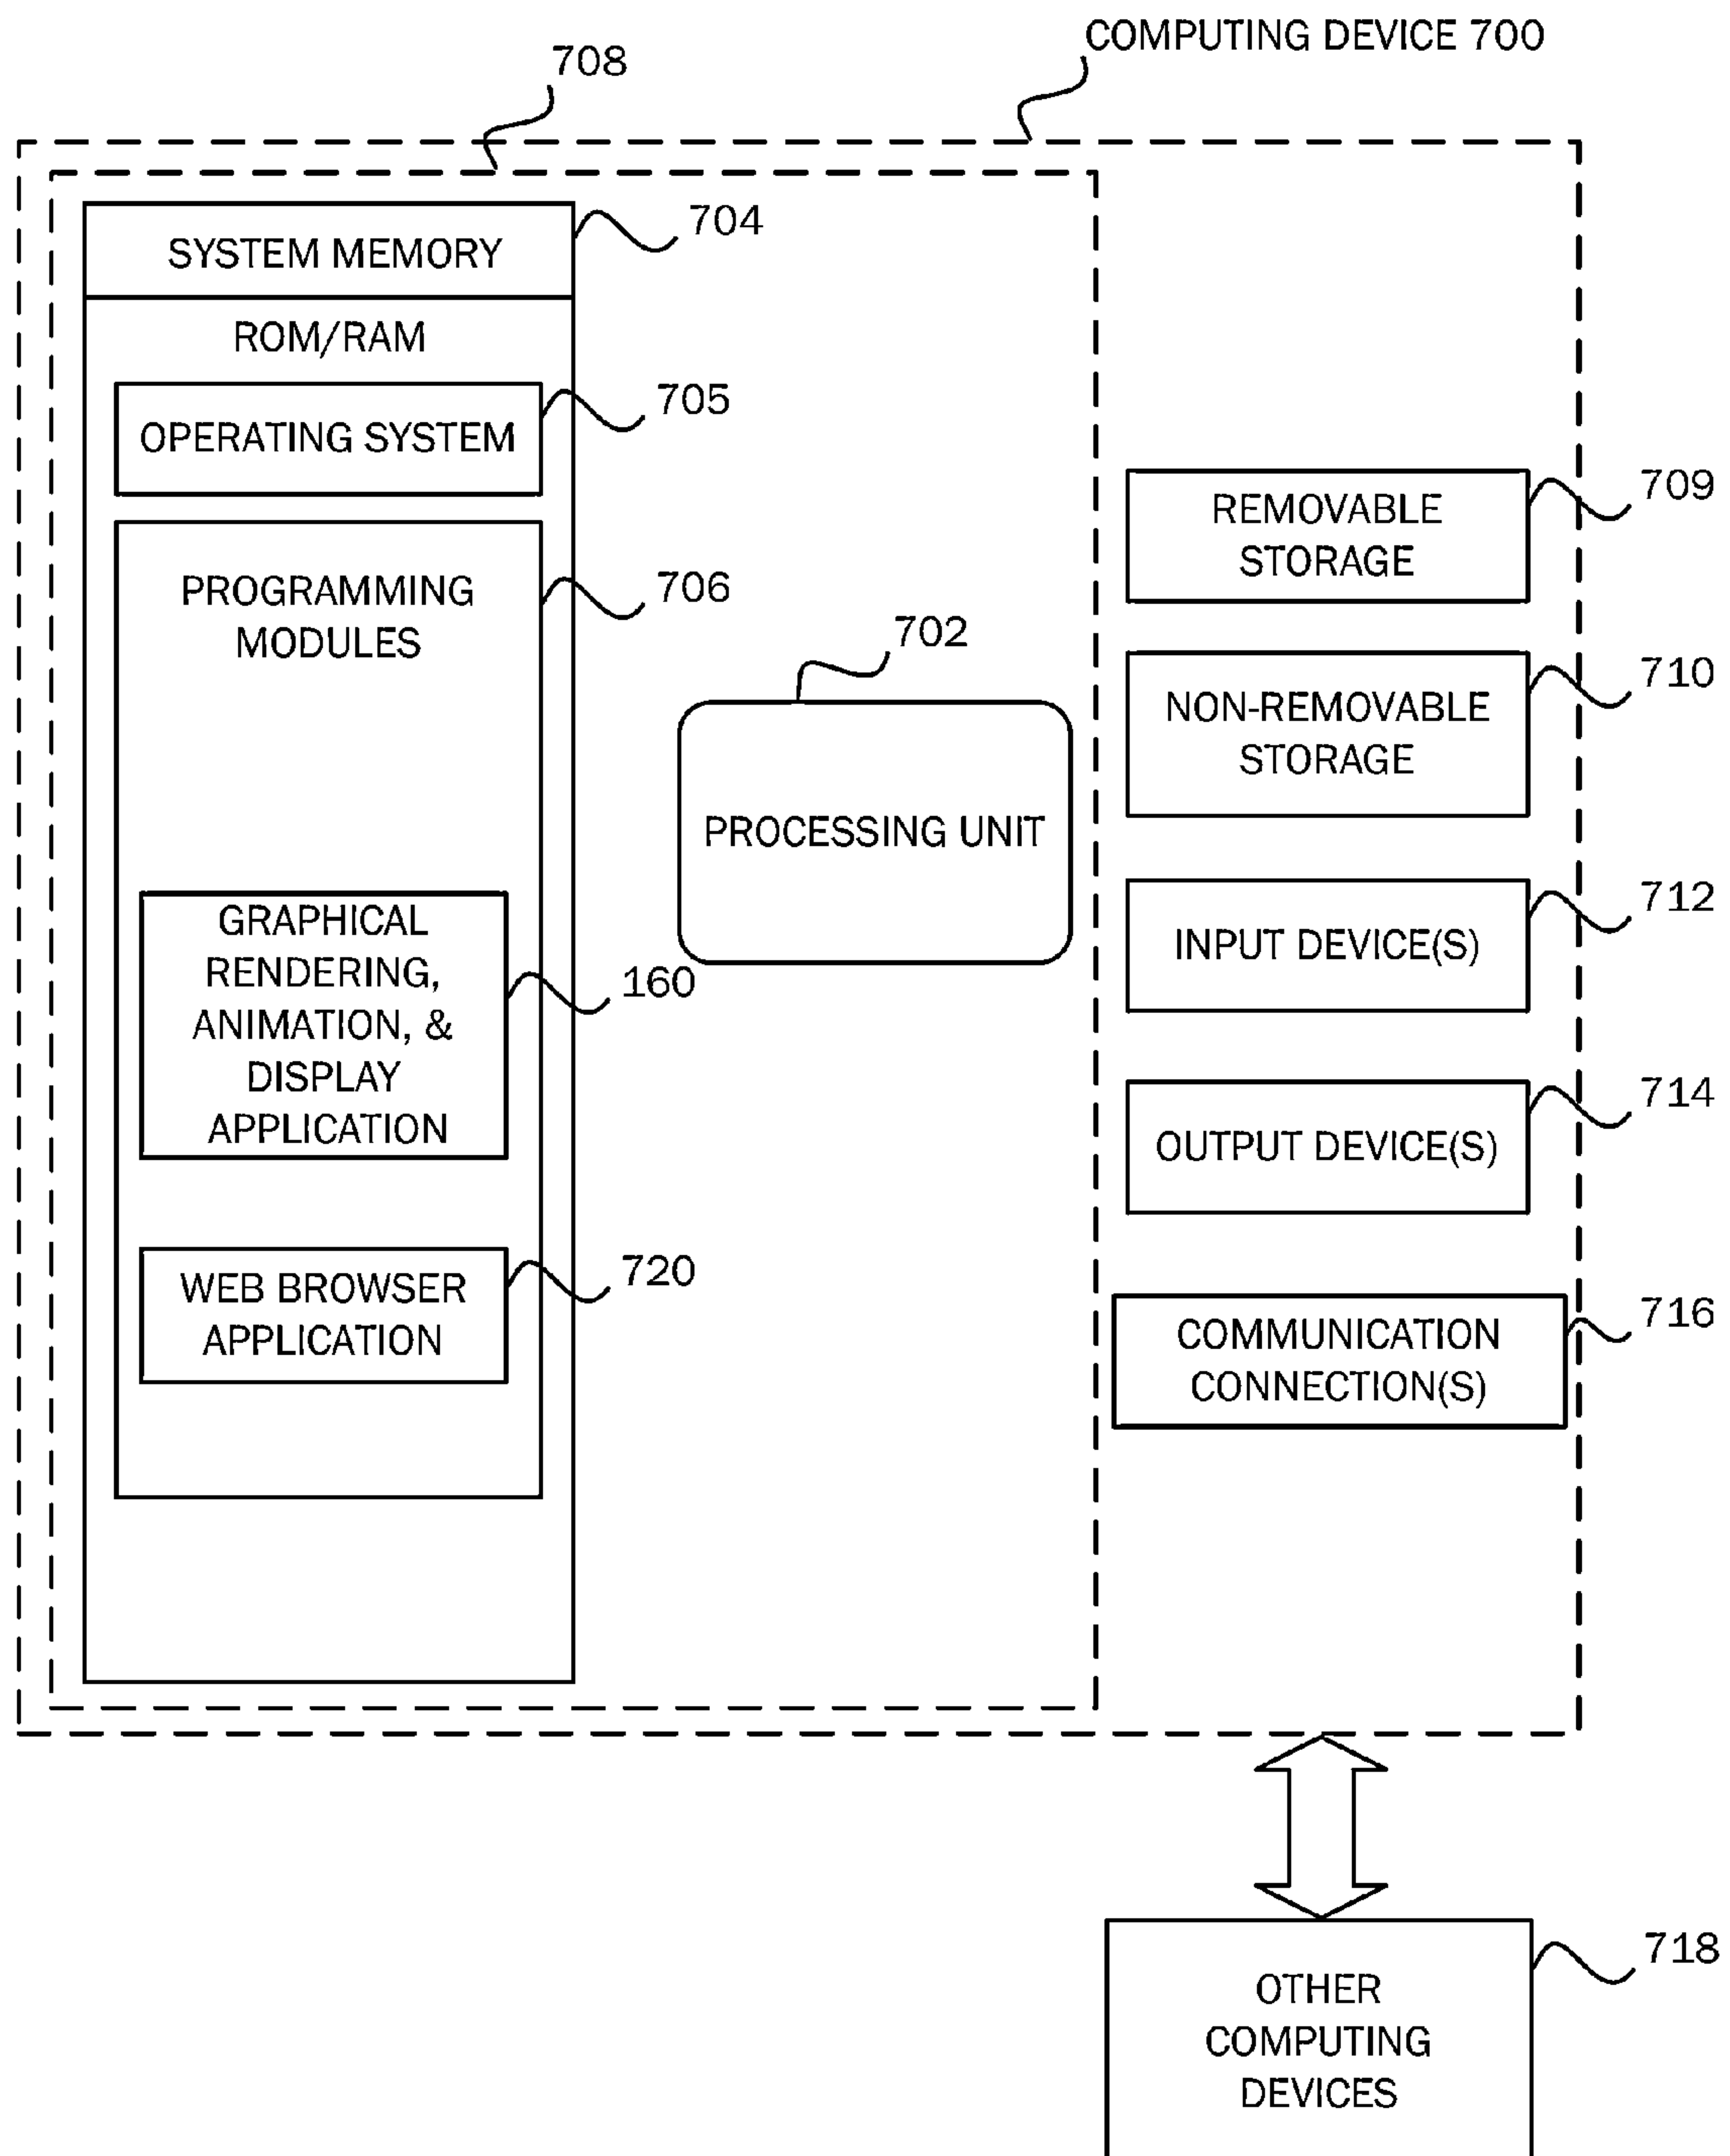 COMPUTING DEVICE 700
708
SYSTEM MEMORY
704
ROM/RAM
OPERATING SYSTEM
705
PROGRAMMING
MODULES
706
GRAPHICAL
RENDERING,
ANIMATION, &
DISPLAY
APPLICATION
160
WEB BROWSER
APPLICATION
720
702
PROCESSING UNIT
REMOVABLE
STORAGE
709
NON-REMOVABLE
STORAGE
710
INPUT DEVICE(S)
712
OUTPUT DEVICE(S)
714
COMMUNICATION
CONNECTION(S)
716
OTHER
COMPUTING
DEVICES
718